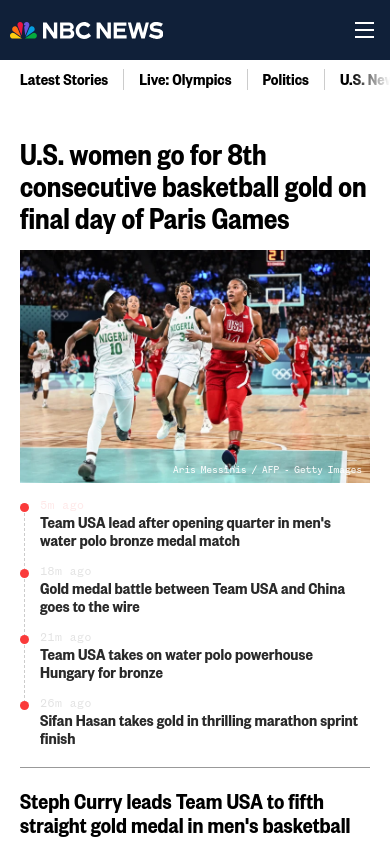 NBC NEWS
Latest Stories
Live: Olympics
Politics
U.S.
U.S. women go for 8th
consecutive basketball gold on
final day of Paris Games
21
NIGERIA
10
NIGERIA
3
USA
Aris Messinis / AFP - Getty Images
6m ago
Team USA lead after opening quarter in men's
water polo bronze medal match
18m ago
Gold medal battle between Team USA and China
goes to the wire
21m ago
Team USA takes on water polo powerhouse
Hungary for bronze
26m ago
Sifan Hasan takes gold in thrilling marathon sprint
finish
Steph Curry leads Team USA to fifth
straight gold medal in men's basketball